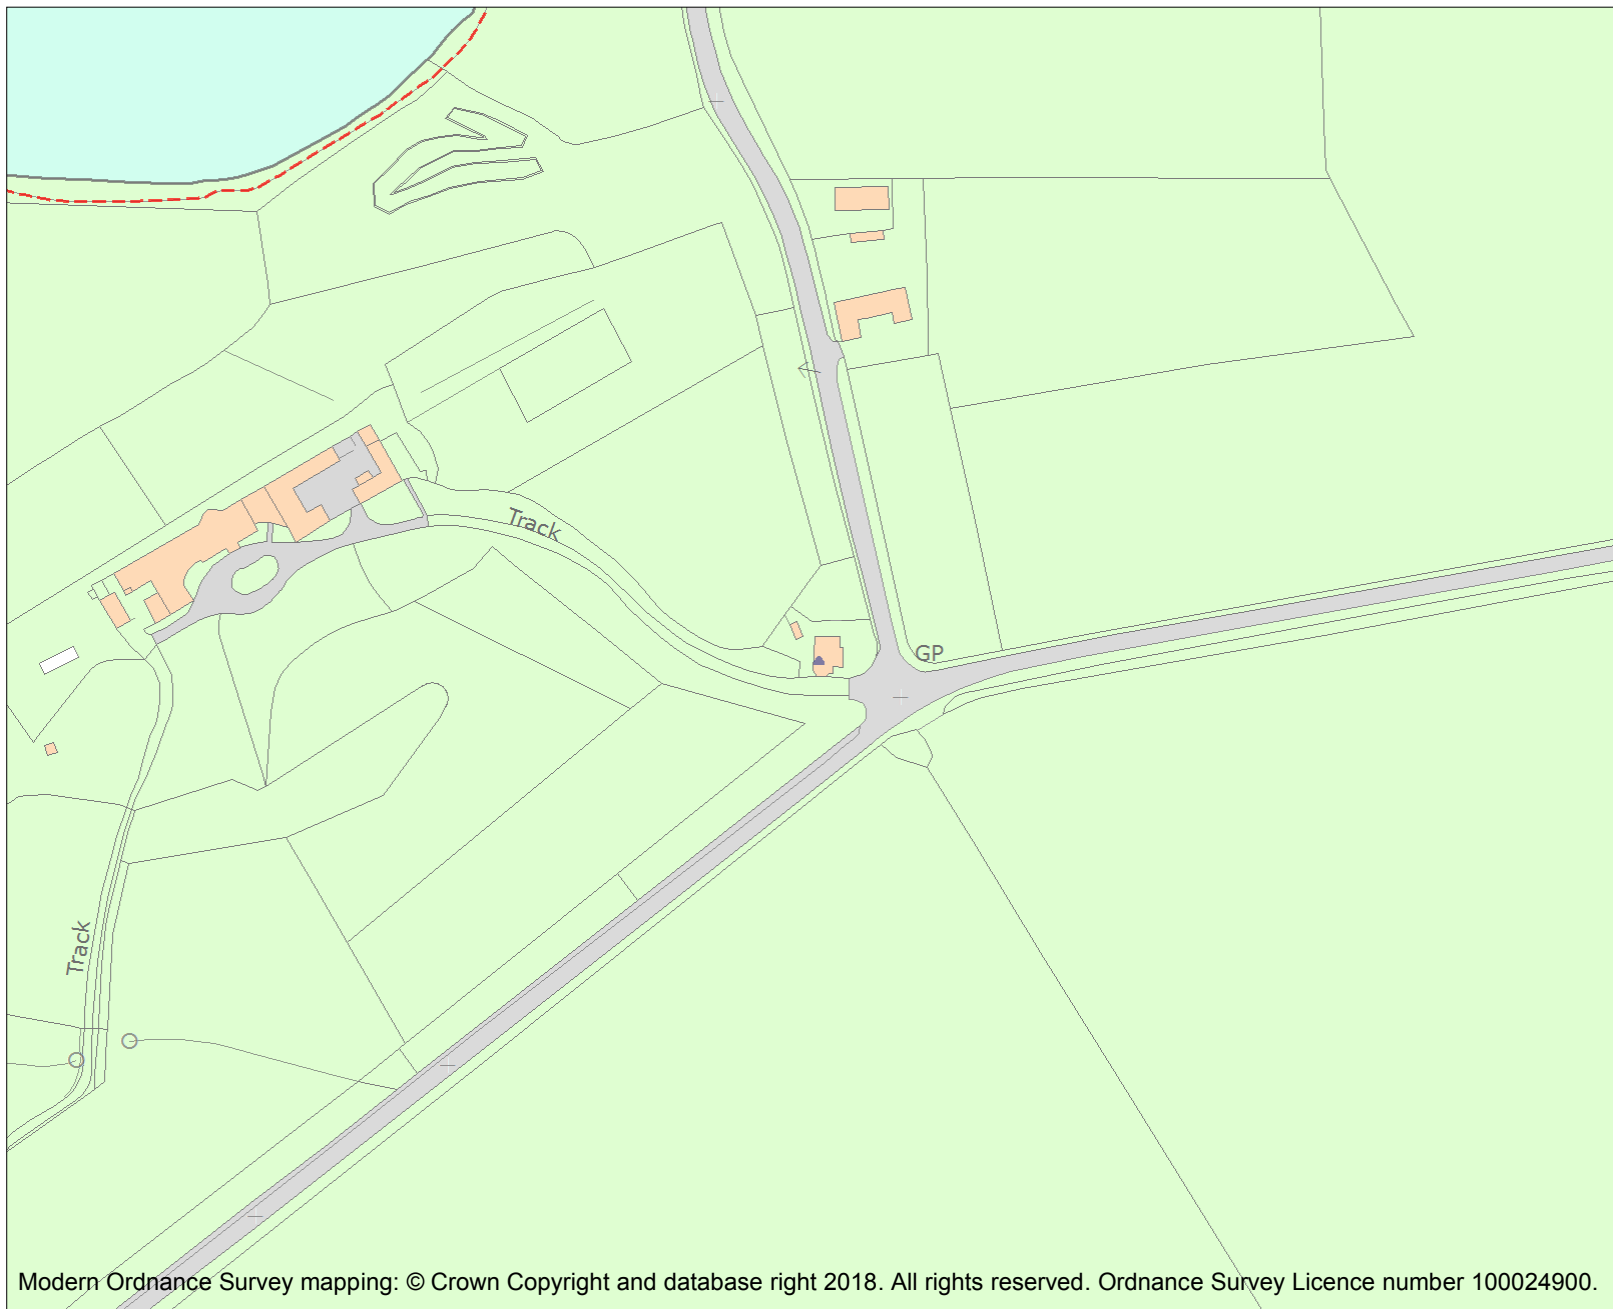 Track
GP
Track
Modern Ordnance Survey mapping: © Crown Copyright and database right 2018. All rights reserved. Ordnance Survey Licence number 100024900.